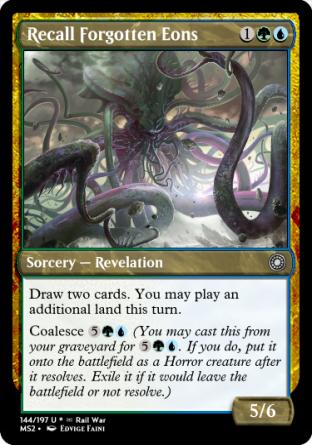 Recall Forgotten Eons 1
Sorcery — Revelation
Draw two cards. You may play an
additional land this turn.
Coalesce 5 (You may cast this from
your graveyard for 5. If you do, put it
onto the battlefield as a Horror creature after
it resolves. Exile it if it would leave the
battlefield or not resolve.)
5/6
144/197 U * ∞ Rail War
MS2 • Edvige Faini